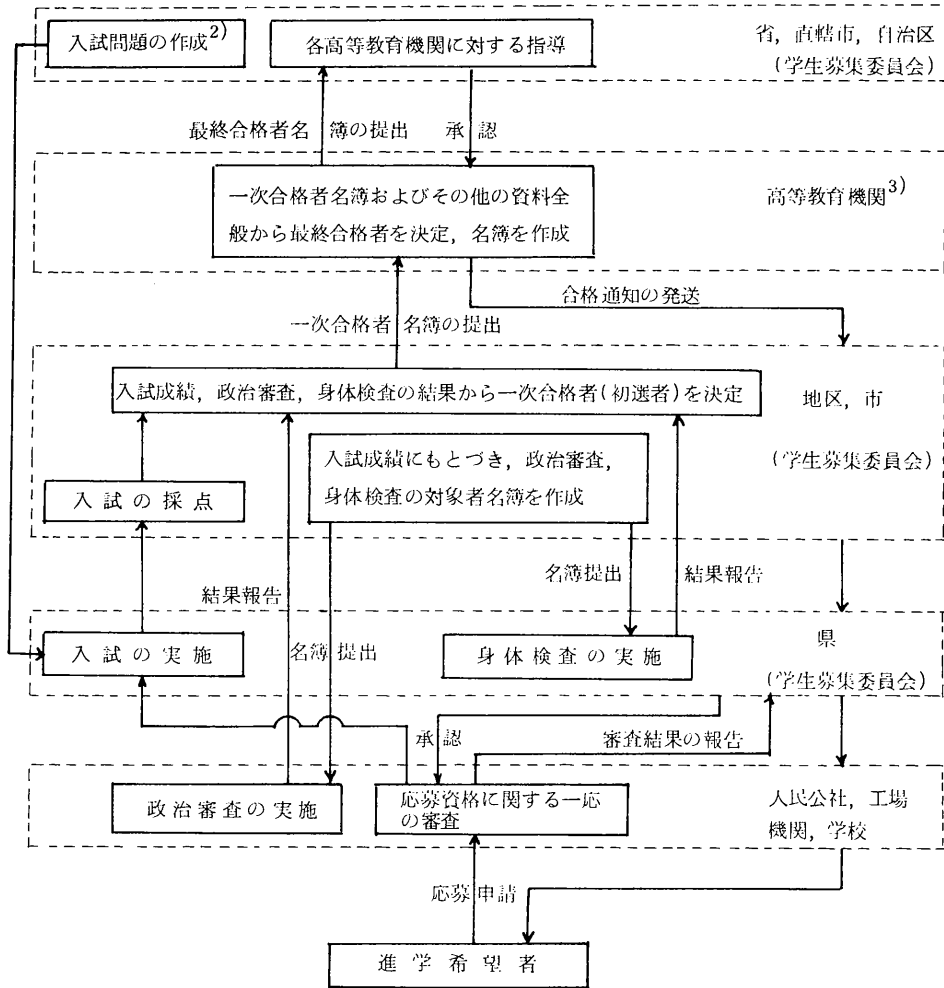 入試問題の作成2)
各高等教育機関に対する指導
省，直轄市，自治区
(学生募集委員会)
最終合格者名簿の提出
承認
一次合格者名簿およびその他の資料全
般から最終合格者を決定，名簿を作成
高等教育機関3)
合格通知の発送
一次合格者名簿の提出
入試成績，政治審査，身体検査の結果から一次合格者(初選者)を決定
地区，市
(学生募集委員会)
入試成績にもとづき，政治審査，
身体検査の対象者名簿を作成
入試の採点
名簿提出
結果報告
結果報告
入試の実施
名簿提出
身体検査の実施
県
(学生募集委員会)
承認
審査結果の報告
政治審査の実施
応募資格に関する一応
の審査
人民公社，工場
機関，学校
応募申請
進学希望者